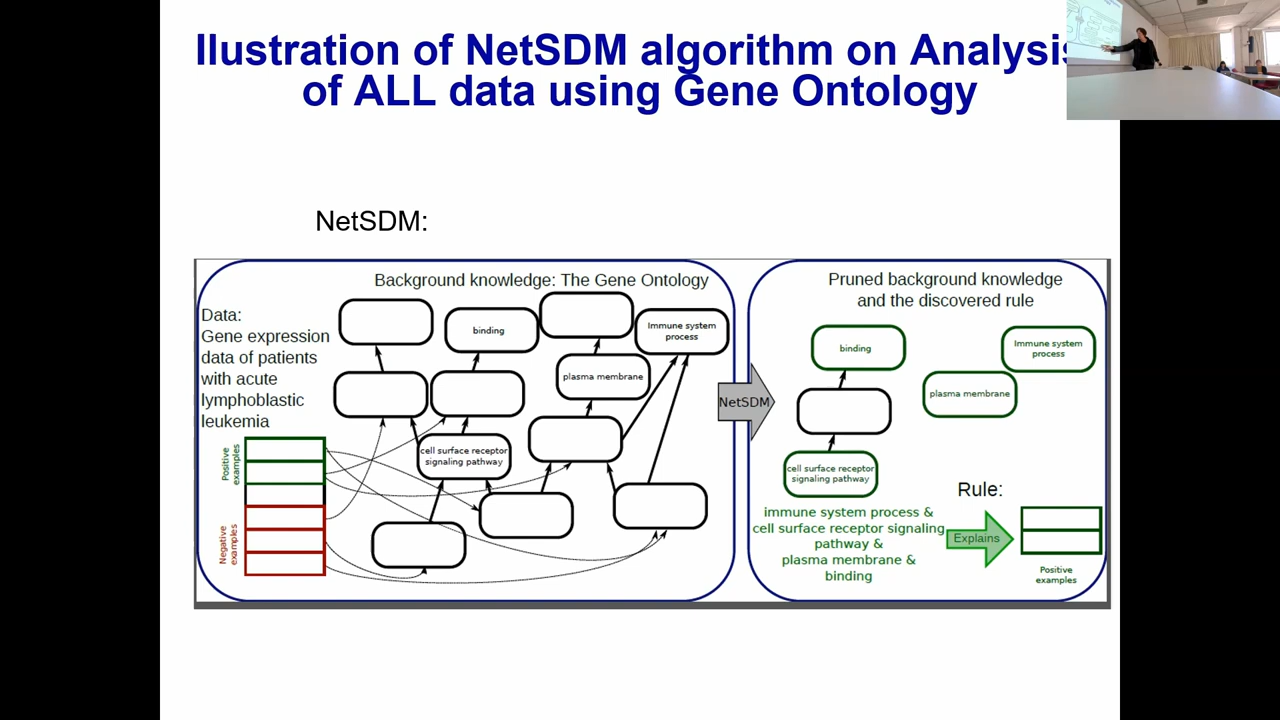 Ilustration of NetSDM algorithm on Analysis
of ALL data using Gene Ontology
NetSDM:
Background knowledge: The Gene Ontology
Data:
Gene expression
data of patients
with acute
lymphoblastic
leukemia
Positive
examples
Negative
examples
binding
Immune system
process
plasma membrane
cell surface receptor
signaling pathway
NetSDM
Pruned background knowledge
and the discovered rule
binding
Immune system
process
plasma membrane
cell surface receptor
signaling pathway
Rule:
immune system process &
cell surface receptor signaling
pathway &
plasma membrane &
binding
Explains
Positive
examples